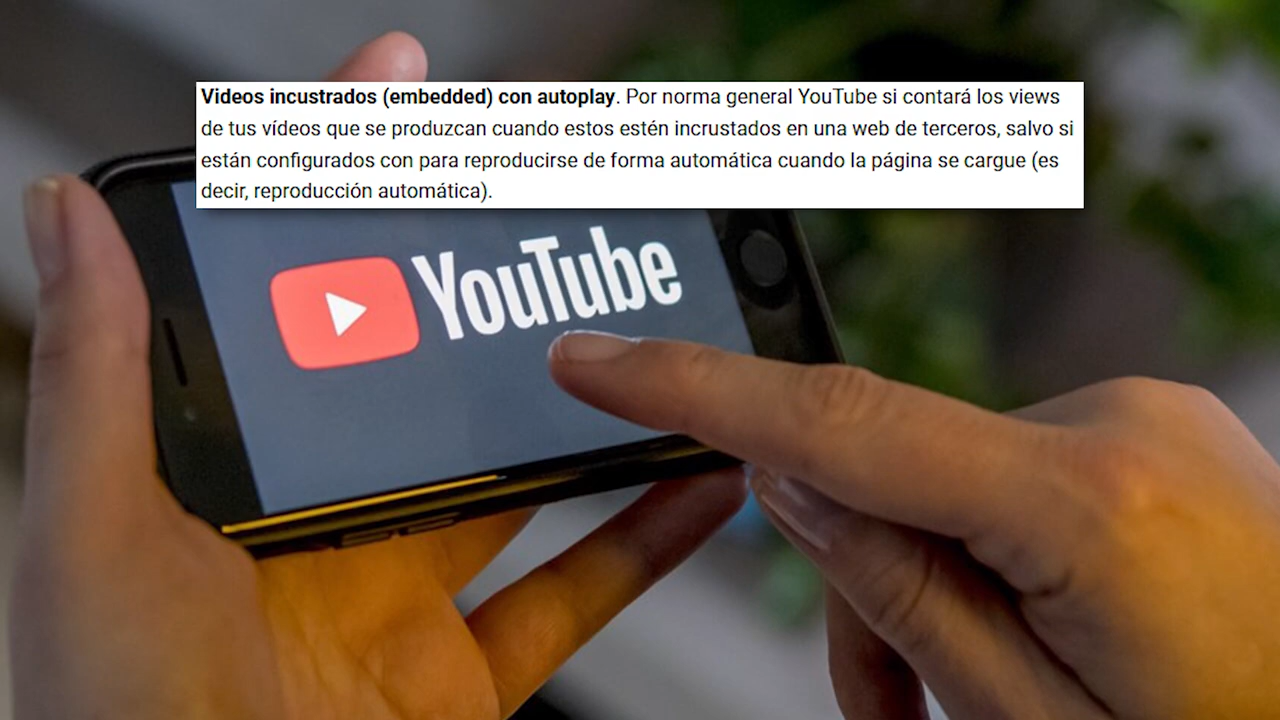 Videos incustrados (embedded) con autoplay. Por norma general YouTube si contará los views
de tus vídeos que se produzcan cuando estos estén incrustados en una web de terceros, salvo si
están configurados con para reproducirse de forma automática cuando la página se cargue (es
decir, reproducción automática).
YouTube